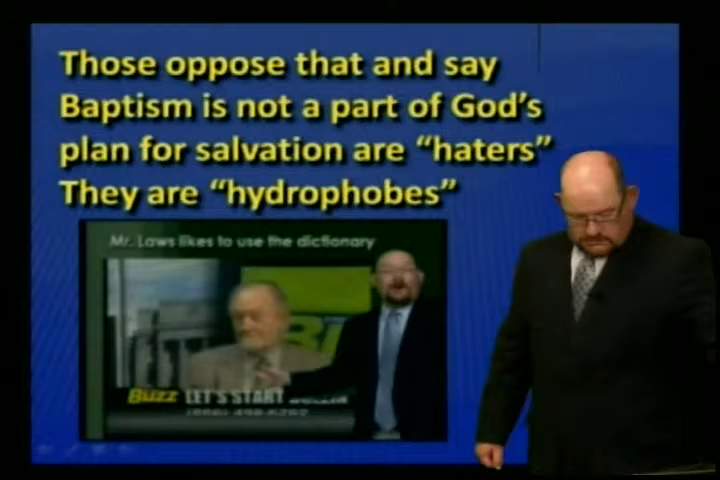 Those oppose that and say
Baptism is not a part of God's
plan for salvation are “haters”
They are “hydrophobes”
Mr. Laws likes to use the dictionary
Buzz LET'S START